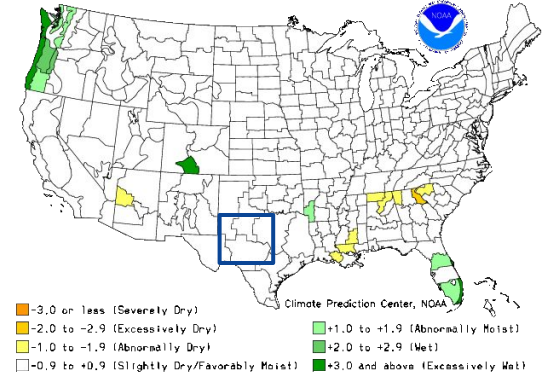 NOAA
Climate Prediction Center, NOAA
-3.0 or less (Severely Dry)
-2.0 to -2.9 (Excessively Dry)
-1.0 to -1.9 (Abnormally Dry)
-0.9 to +0.9 (Slightly Dry/Favorably Moist)
+1.0 to +1.9 (Abnormally Moist)
+2.0 to +2.9 (Wet)
+3.0 and above (Excessively Wet)